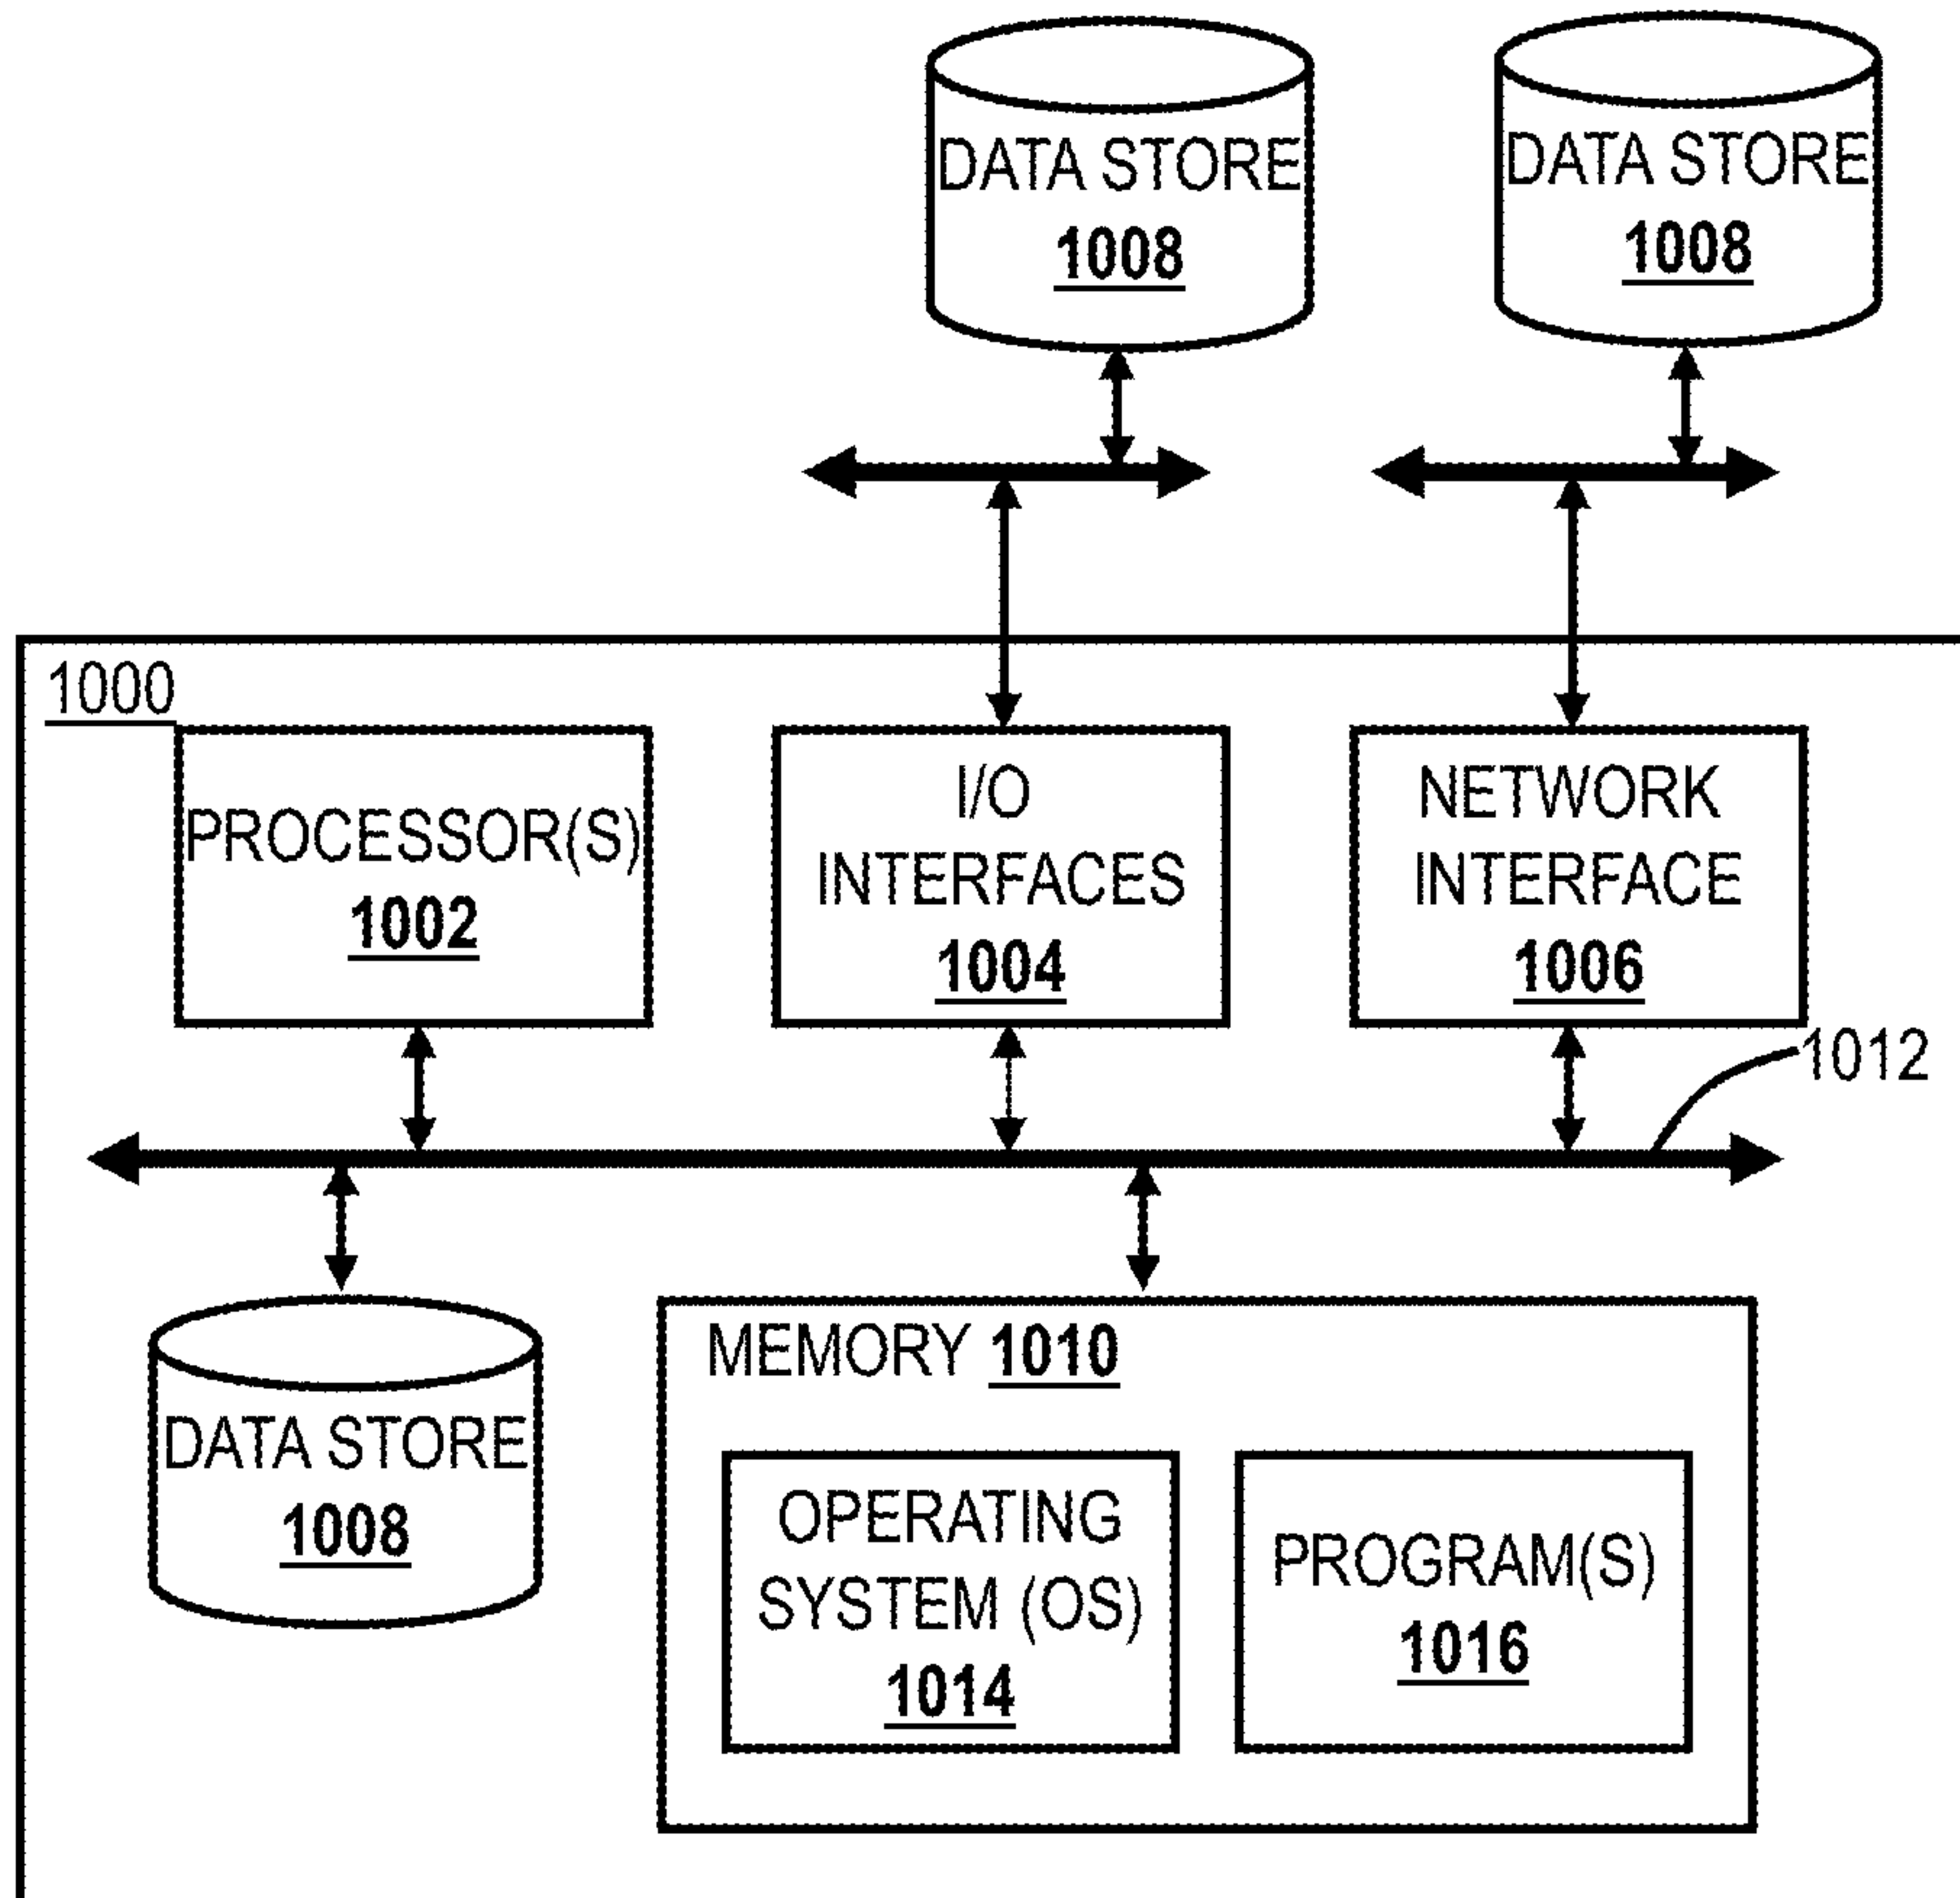 DATA STORE
1008
DATA STORE
1008
1000
PROCESSOR(S)
1002
I/O
INTERFACES
1004
NETWORK
INTERFACE
1006
1012
DATA STORE
1008
MEMORY 1010
OPERATING
SYSTEM (OS)
1014
PROGRAM(S)
1016